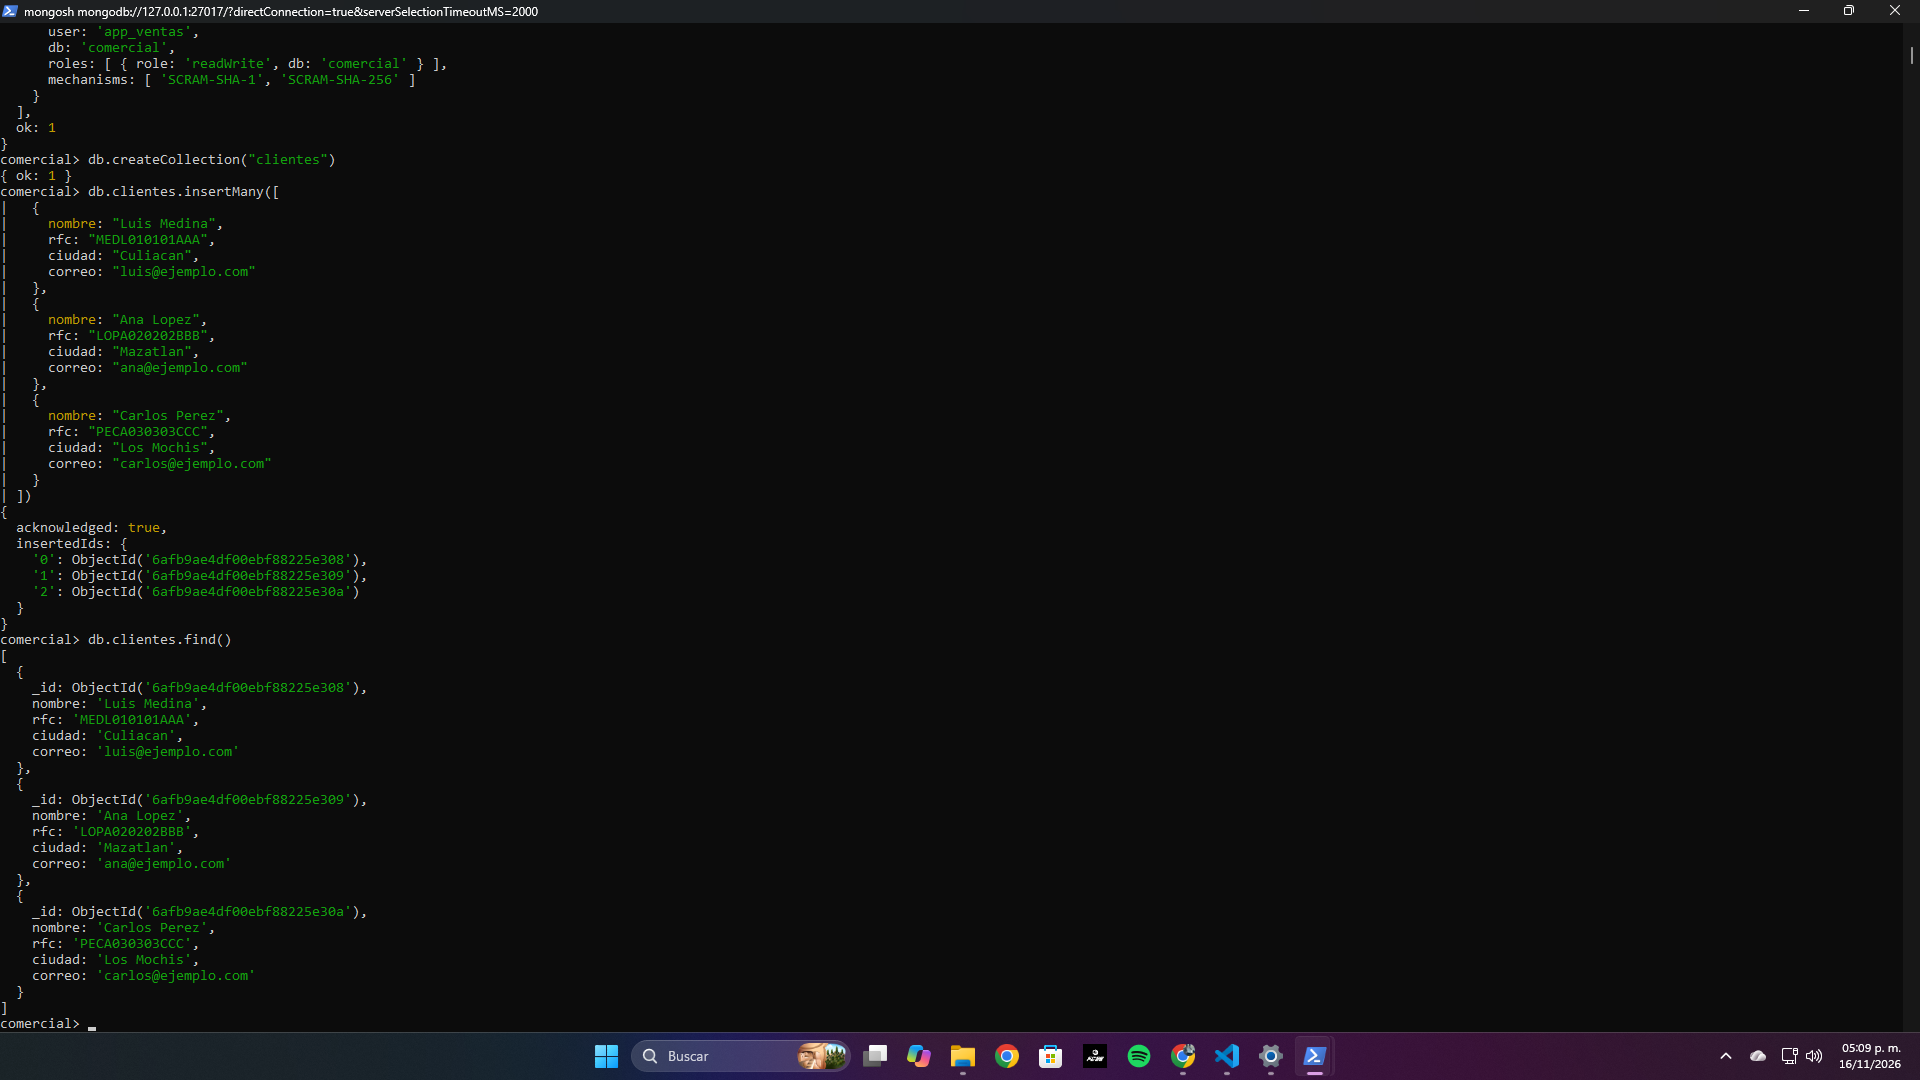 mongosh mongodb://127.0.0.1:27017/?directConnection=true&serverSelectionTimeoutMS=2000
      user: 'app_ventas',
      db: 'comercial',
      roles: [ { role: 'readWrite', db: 'comercial' } ],
      mechanisms: [ 'SCRAM-SHA-1', 'SCRAM-SHA-256' ]
    }
  ],
  ok: 1
}
comercial> db.createCollection("clientes")
{ ok: 1 }
comercial> db.clientes.insertMany([
|   {
|     nombre: "Luis Medina",
|     rfc: "MEDL010101AAA",
|     ciudad: "Culiacan",
|     correo: "luis@ejemplo.com"
|   },
|   {
|     nombre: "Ana Lopez",
|     rfc: "LOPA020202BBB",
|     ciudad: "Mazatlan",
|     correo: "ana@ejemplo.com"
|   },
|   {
|     nombre: "Carlos Perez",
|     rfc: "PECA030303CCC",
|     ciudad: "Los Mochis",
|     correo: "carlos@ejemplo.com"
|   }
| ])
{
  acknowledged: true,
  insertedIds: {
    '0': ObjectId('6afb9ae4df00ebf88225e308'),
    '1': ObjectId('6afb9ae4df00ebf88225e309'),
    '2': ObjectId('6afb9ae4df00ebf88225e30a')
  }
}
comercial> db.clientes.find()
[
  {
    _id: ObjectId('6afb9ae4df00ebf88225e308'),
    nombre: 'Luis Medina',
    rfc: 'MEDL010101AAA',
    ciudad: 'Culiacan',
    correo: 'luis@ejemplo.com'
  },
  {
    _id: ObjectId('6afb9ae4df00ebf88225e309'),
    nombre: 'Ana Lopez',
    rfc: 'LOPA020202BBB',
    ciudad: 'Mazatlan',
    correo: 'ana@ejemplo.com'
  },
  {
    _id: ObjectId('6afb9ae4df00ebf88225e30a'),
    nombre: 'Carlos Perez',
    rfc: 'PECA030303CCC',
    ciudad: 'Los Mochis',
    correo: 'carlos@ejemplo.com'
  }
]
comercial>
Buscar
05:09 p. m.
16/11/2026